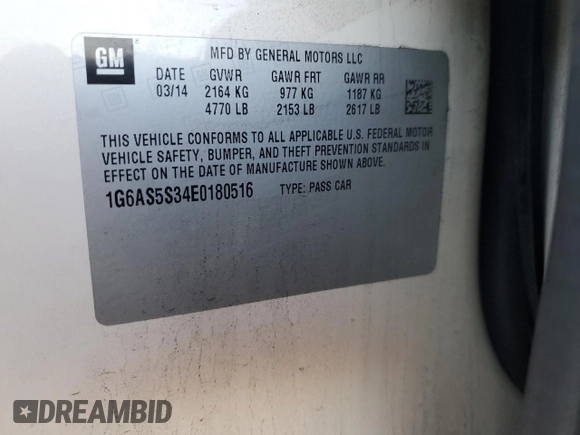 GM
MFD BY GENERAL MOTORS LLC
DATE GVWR GAWR FRT GAWR RR
03/14 2164 KG 977 KG 1187 KG
4770 LB 2153 LB 2617 LB
THIS VEHICLE CONFORMS TO ALL APPLICABLE U.S. FEDERAL MOTOR
VEHICLE SAFETY, BUMPER, AND THEFT PREVENTION STANDARDS IN
EFFECT ON THE DATE OF MANUFACTURE SHOWN ABOVE.
1G6AS5S34E0180516 TYPE: PASS CAR
DREAMBID